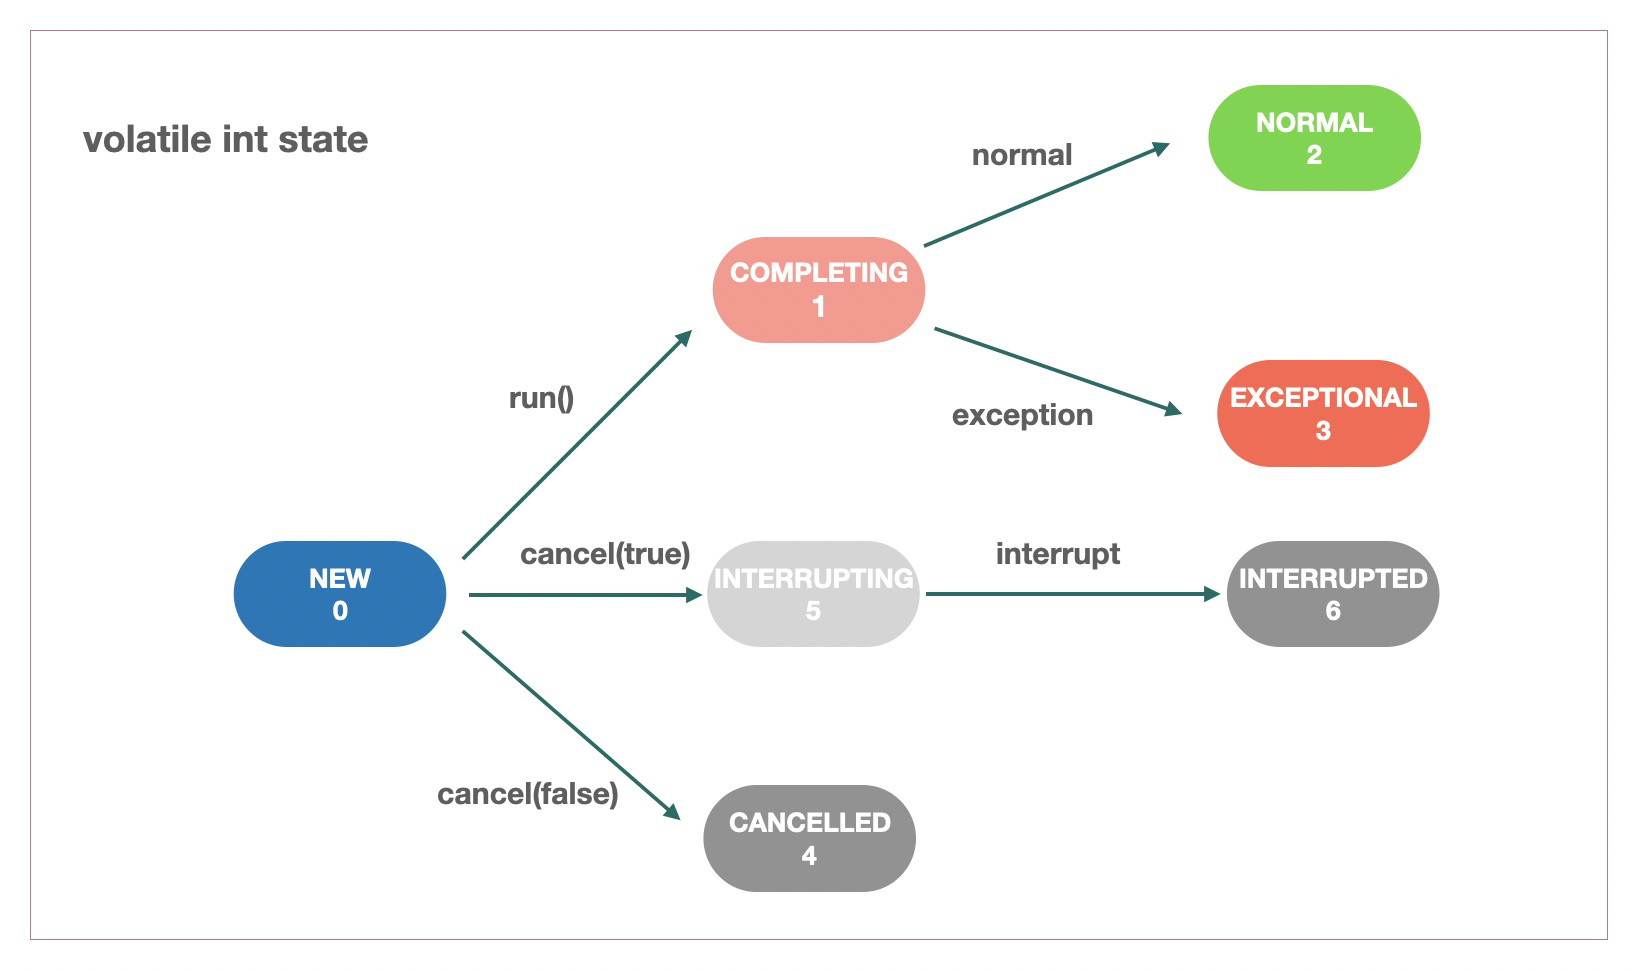 volatile int state
normal
NORMAL
2
COMPLETING
1
run()
exception
EXCEPTIONAL
3
NEW
0
cancel(true)
INTERRUPTING
5
interrupt
INTERRUPTED
6
cancel(false)
CANCELLED
4